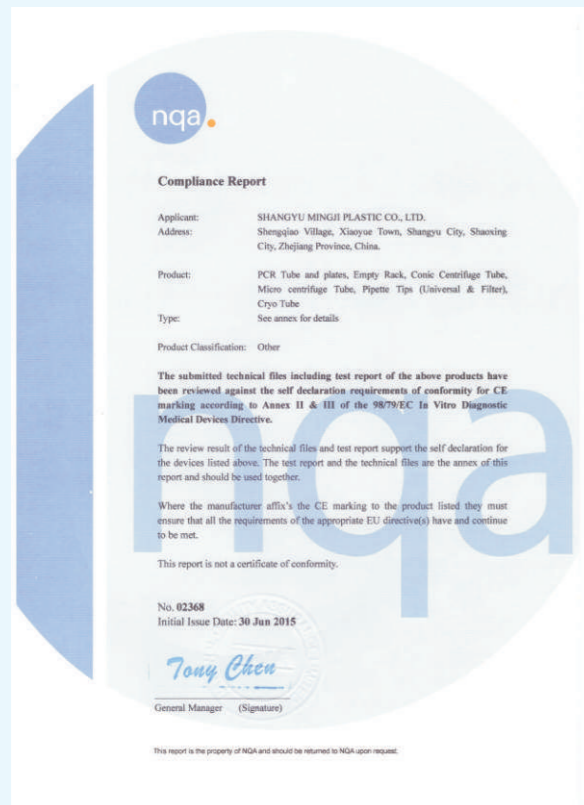 nqa.
Compliance Report
Applicant: SHANGYU MINGJI PLASTIC CO., LTD.
Address: Shengqiao Village, Xiaoyue Town, Shangyu City, Shaoxing
City, Zhejiang Province, China.
Product: PCR Tube and plates, Empty Rack, Conic Centrifuge Tube,
Micro centrifuge Tube, Pipette Tips (Universal & Filter),
Cryo Tube
Type: See annex for details
Product Classification: Other
The submitted technical files including test report of the above products have
been reviewed against the self declaration requirements of conformity for CE
marking according to Annex II & III of the 98/79/EC In Vitro Diagnostic
Medical Devices Directive.
The review result of the technical files and test report support the self declaration for
the devices listed above. The test report and the technical files are the annex of this
report and should be used together.
Where the manufacturer affix's the CE marking to the product listed they must
ensure that all the requirements of the appropriate EU directive(s) have and continue
to be met.
This report is not a certificate of conformity.
No. 02368
Initial Issue Date: 30 Jun 2015
Tony Chen
General Manager (Signature)
This report is the property of NQA and should be returned to NQA upon request.
nqa